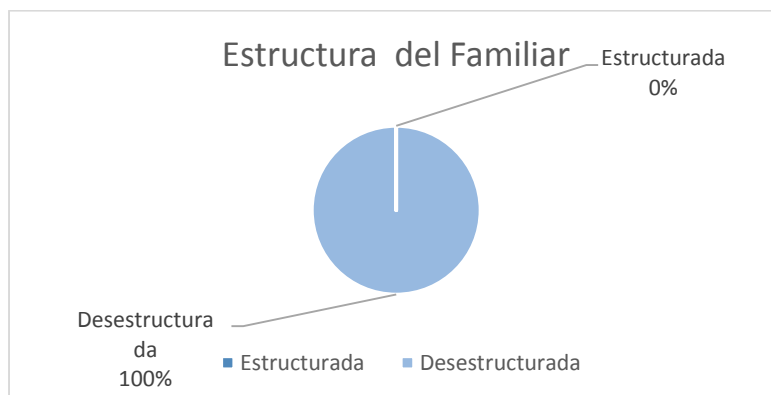 Estructura del Familiar
Estructurada
0%
Desestructura
da
100%
Estructurada
Desestructurada